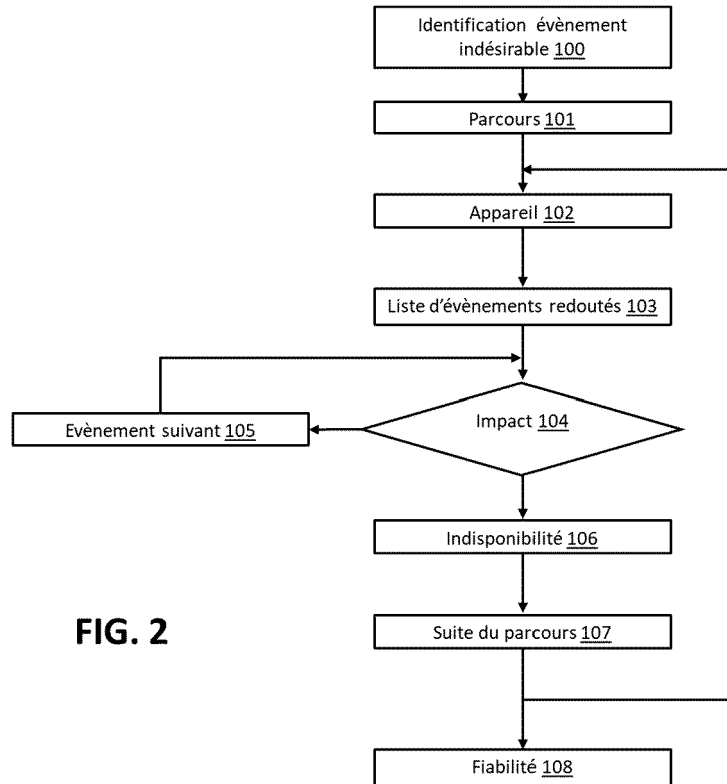 Identification évènement
indésirable 100
Parcours 101
Appareil 102
Liste d'évènements redoutés 103
Impact 104
Evènement suivant 105
Indisponibilité 106
Suite du parcours 107
Fiabilité 108
FIG. 2